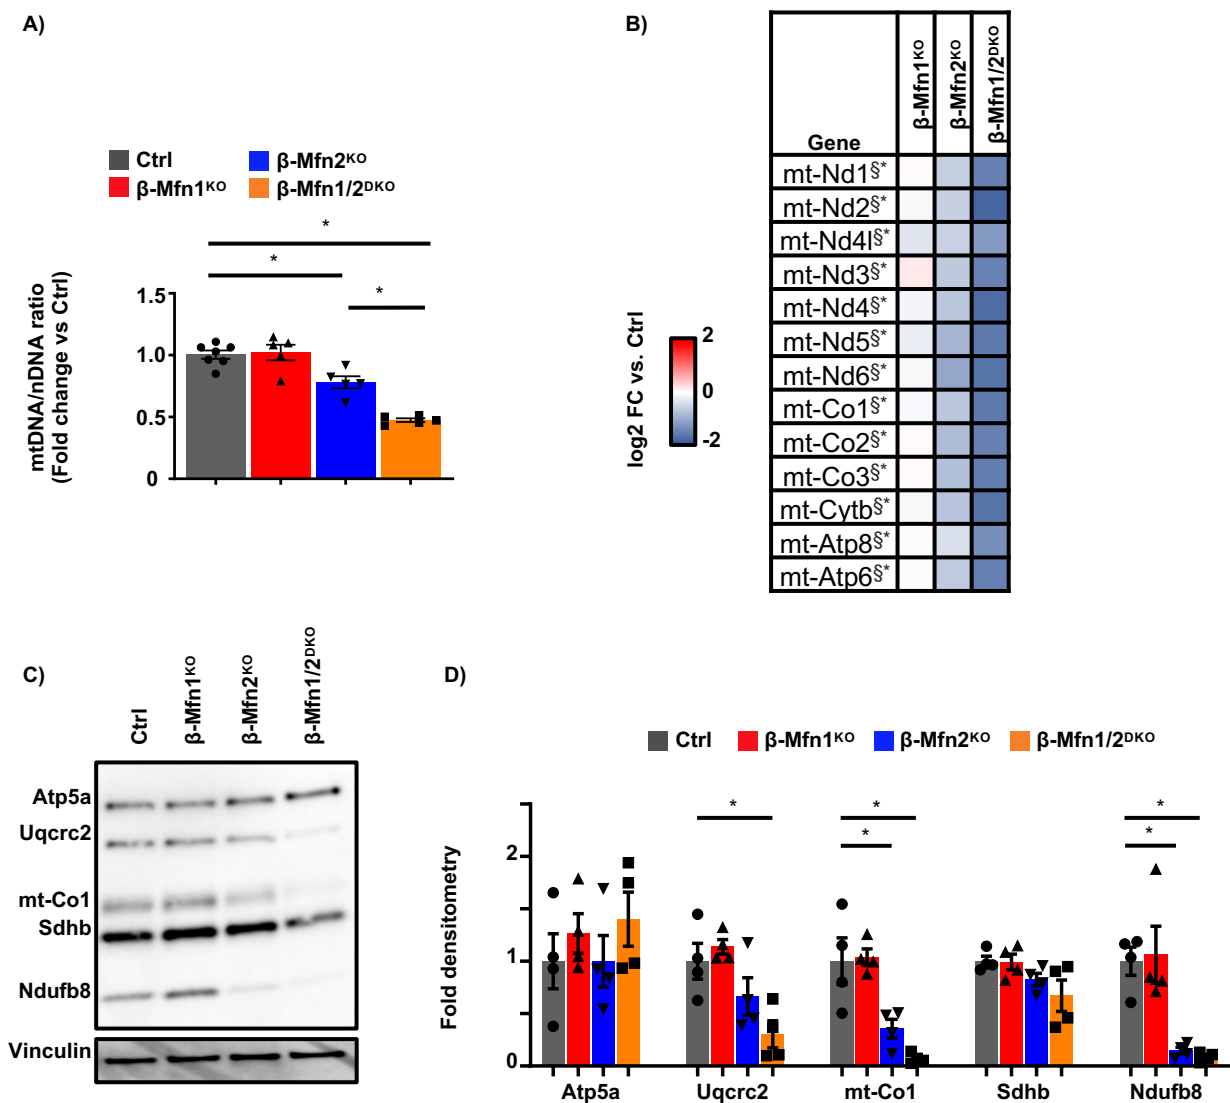 A)
Ctrl
β-Mfn2KO
β-Mfn1KO
β-Mfn1/2DKO
*
*
*
mtDNA/nDNA ratio
(Fold change vs Ctrl)
1.5
1.0
0.5
0
B)
Gene
β-Mfn1KO
β-Mfn2KO
β-Mfn1/2DKO
mt-Nd1§*
mt-Nd2§*
mt-Nd4l§*
mt-Nd3§*
mt-Nd4§*
mt-Nd5§*
mt-Nd6§*
mt-Co1§*
mt-Co2§*
mt-Co3§*
mt-Cytb§*
mt-Atp8§*
mt-Atp6§*
log2 FC vs. Ctrl
2
0
-2
C)
Ctrl
β-Mfn1KO
β-Mfn2KO
β-Mfn1/2DKO
Atp5a
Uqcrc2
mt-Co1
Sdhb
Ndufb8
Vinculin
D)
Ctrl
β-Mfn1KO
β-Mfn2KO
β-Mfn1/2DKO
*
*
*
*
*
Fold densitometry
2
1
0
Atp5a
Uqcrc2
mt-Co1
Sdhb
Ndufb8